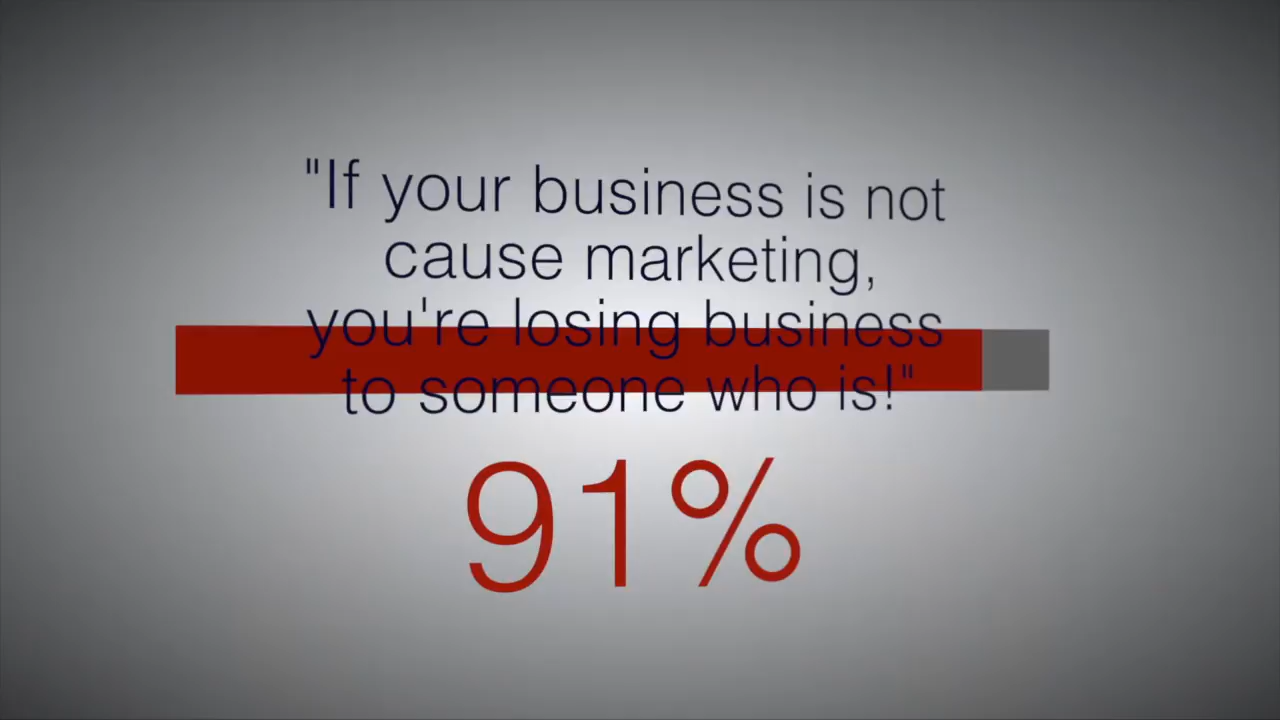 "If your business is not
cause marketing,
you're losing business
to someone who is!"
91%